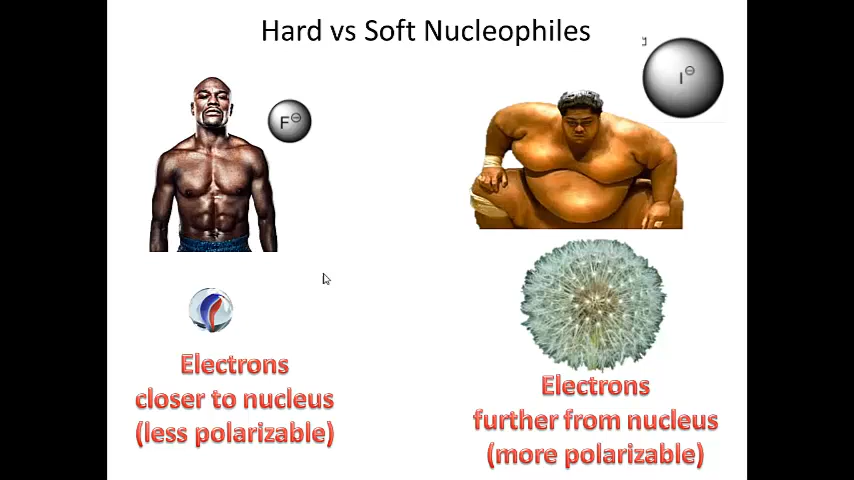 Hard vs Soft Nucleophiles
F⊖
I⊖
Electrons
closer to nucleus
(less polarizable)
Electrons
further from nucleus
(more polarizable)